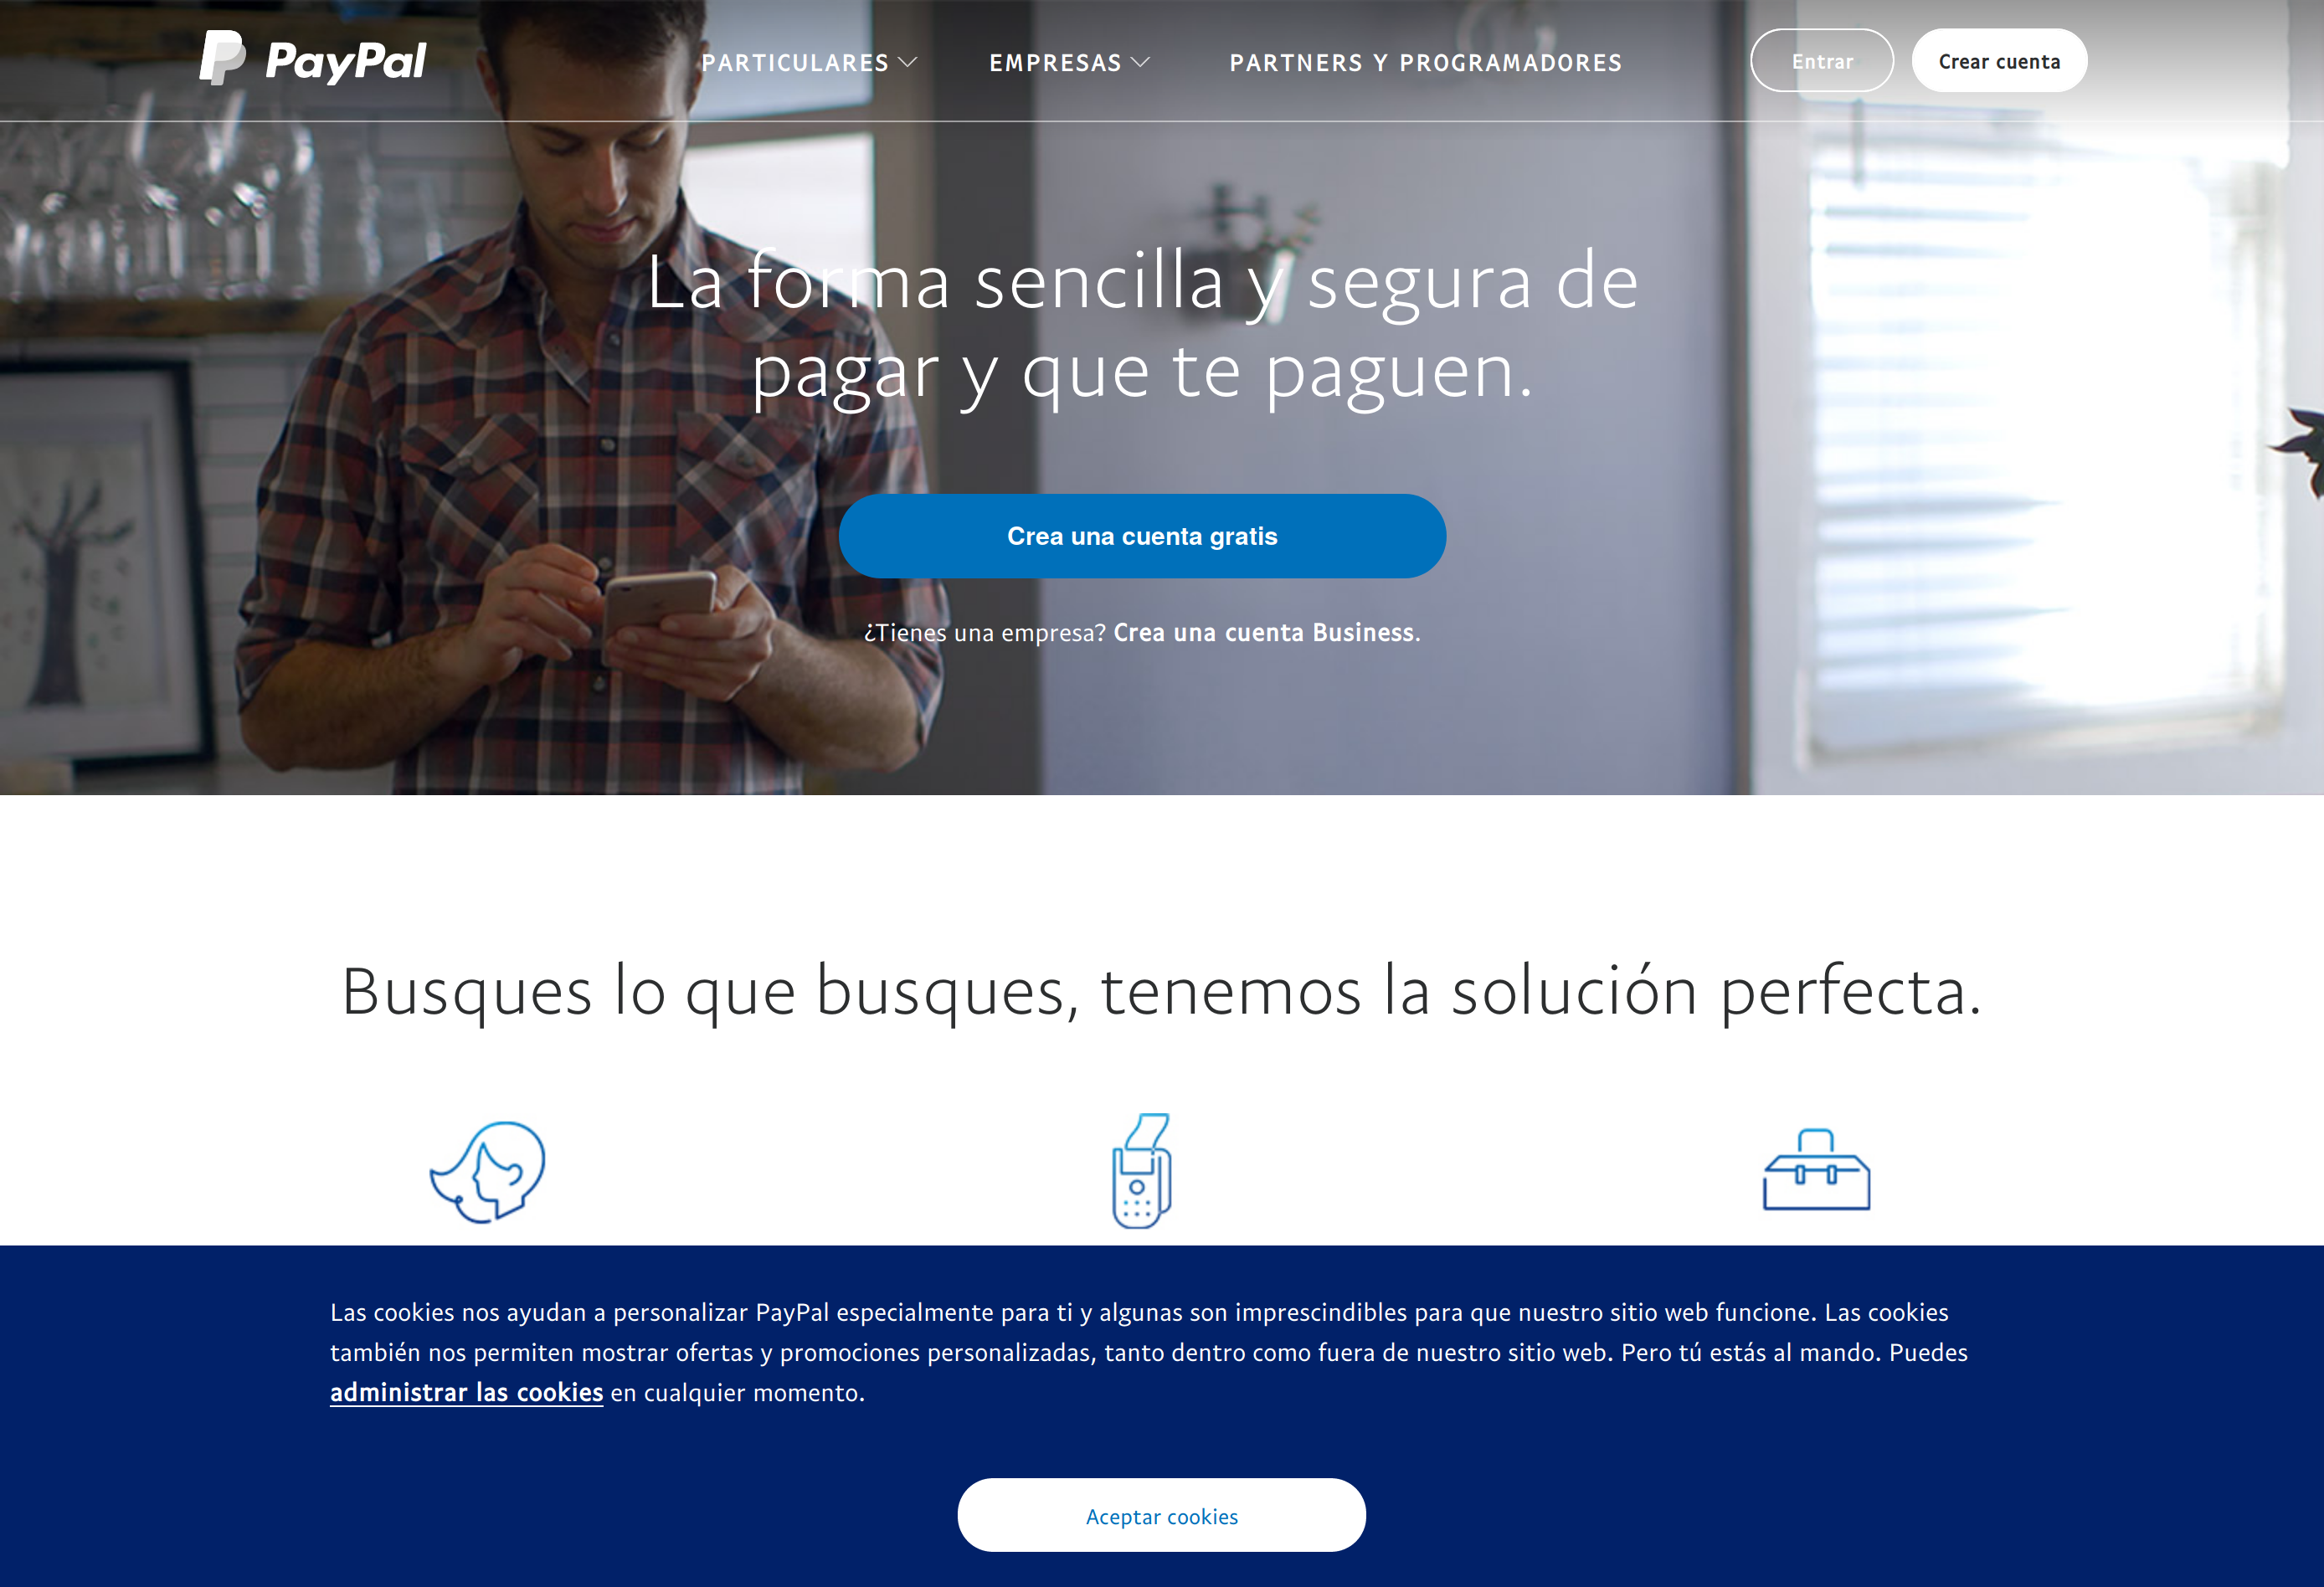 PayPal
PARTICULARES
EMPRESAS
PARTNERS Y PROGRAMADORES
Entrar
Crear cuenta
La forma sencilla y segura de
pagar y que te paguen.
Crea una cuenta gratis
¿Tienes una empresa? Crea una cuenta Business.
Busques lo que busques, tenemos la solución perfecta.
Las cookies nos ayudan a personalizar PayPal especialmente para ti y algunas son imprescindibles para que nuestro sitio web funcione. Las cookies
también nos permiten mostrar ofertas y promociones personalizadas, tanto dentro como fuera de nuestro sitio web. Pero tú estás al mando. Puedes
administrar las cookies en cualquier momento.
Aceptar cookies